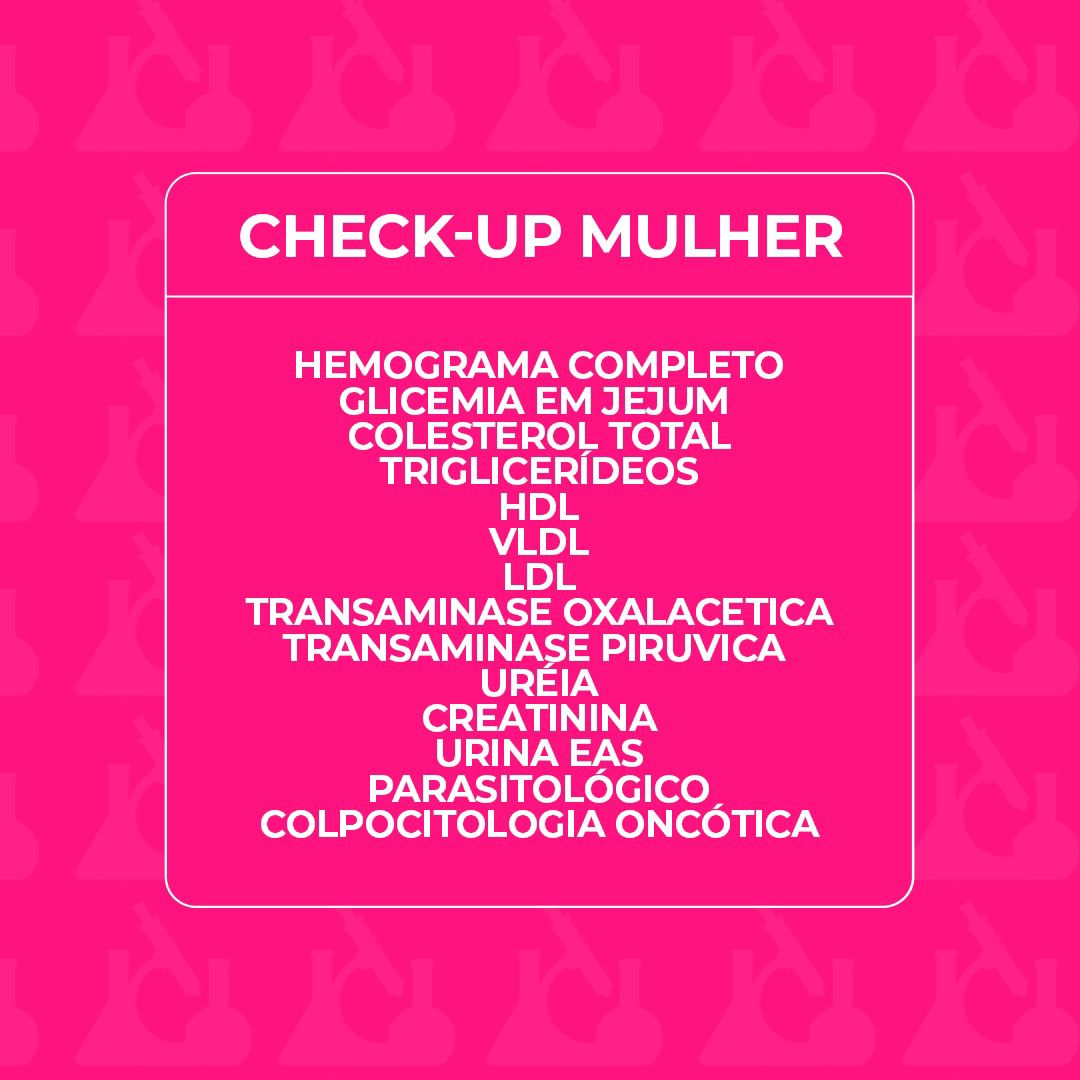 CHECK-UP MULHER
HEMOGRAMA COMPLETO
GLICEMIA EM JEJUM
COLESTEROL TOTAL
TRIGLICERÍDEOS
HDL
VLDL
LDL
TRANSAMINASE OXALACETICA
TRANSAMINASE PIRUVICA
URÉIA
CREATININA
URINA EAS
PARASITOLÓGICO
COLPOCITOLOGIA ONCÓTICA